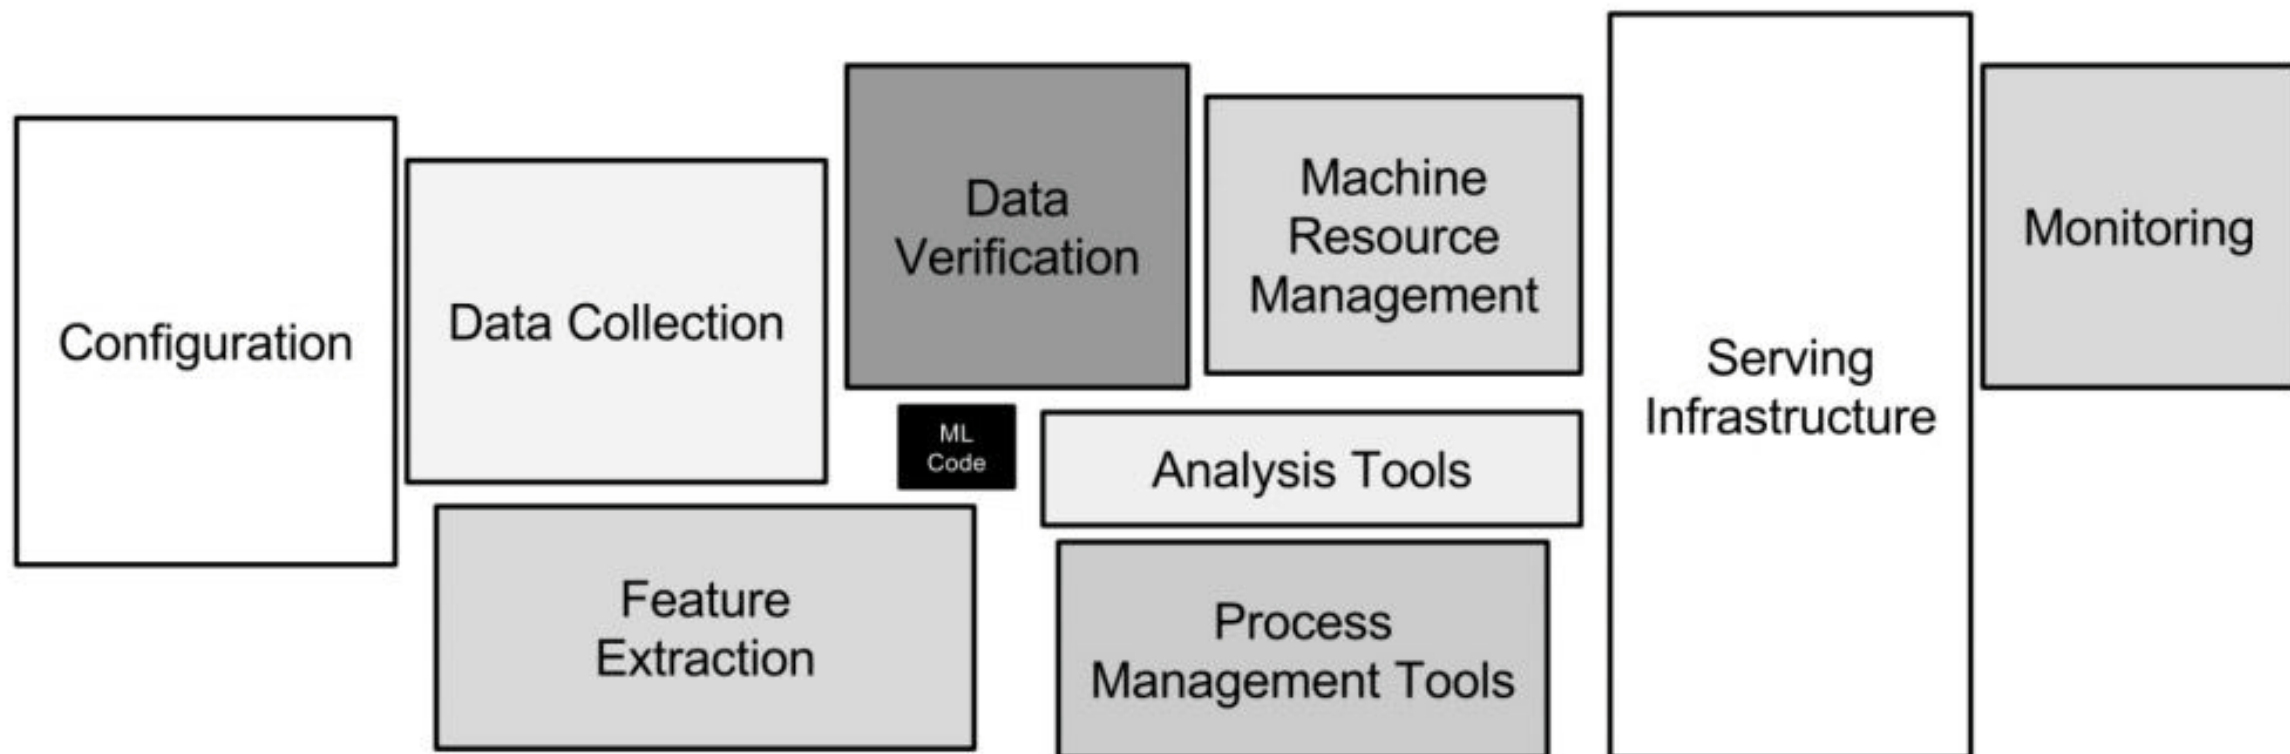 Configuration
Data Collection
Data
Verification
Machine
Resource
Management
Serving
Infrastructure
Monitoring
ML
Code
Analysis Tools
Feature
Extraction
Process
Management Tools